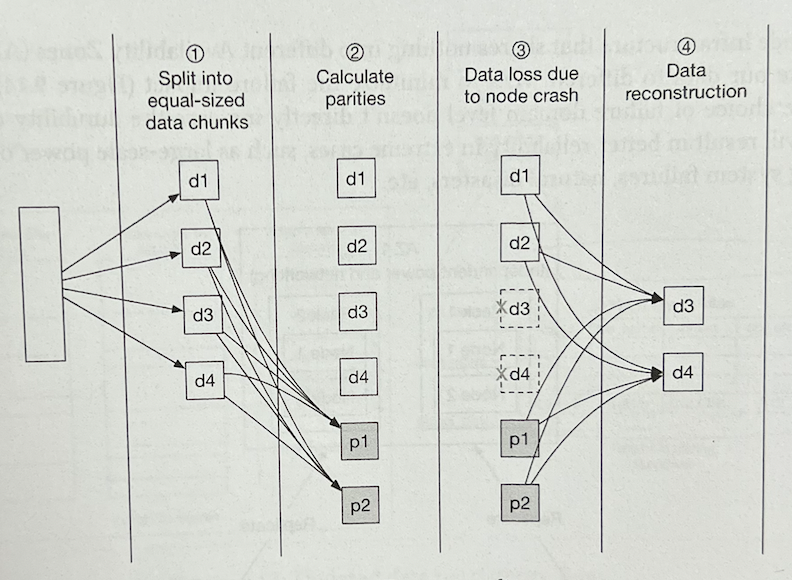 ①
Split into
equal-sized
data chunks
d1
d2
d3
d4
②
Calculate
parities
d1
d2
d3
d4
p1
p2
③
Data loss due
to node crash
d1
d2
x d3
x d4
p1
p2
④
Data
reconstruction
d3
d4